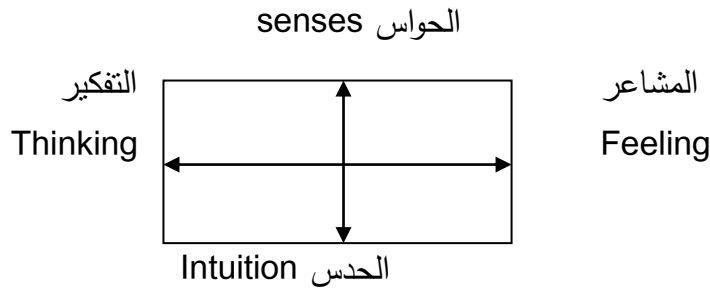 الحواس senses
التفكير
المشاعر
Thinking
Feeling
الحدس Intuition